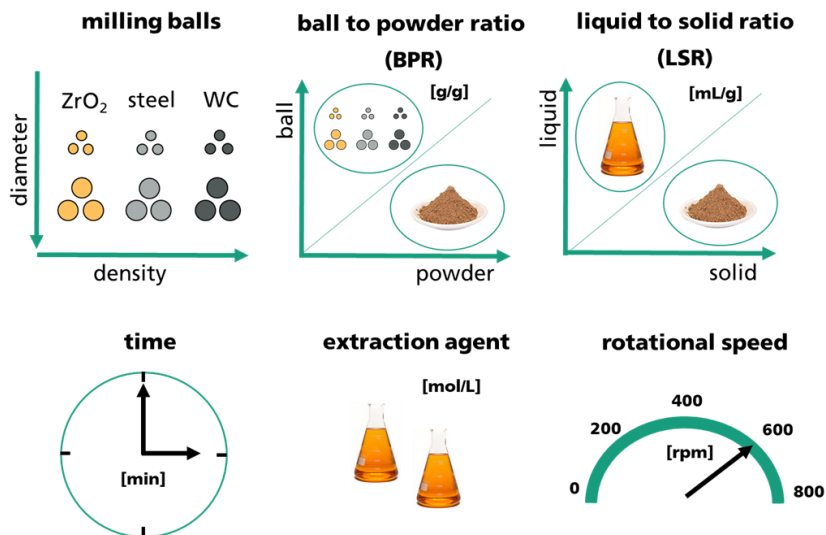 milling balls
ZrO₂ steel WC
diameter
density
ball to powder ratio
(BPR)
[g/g]
ball
powder
liquid to solid ratio
(LSR)
[mL/g]
liquid
solid
time
[min]
extraction agent
[mol/L]
rotational speed
0 200 400 600 800
[rpm]